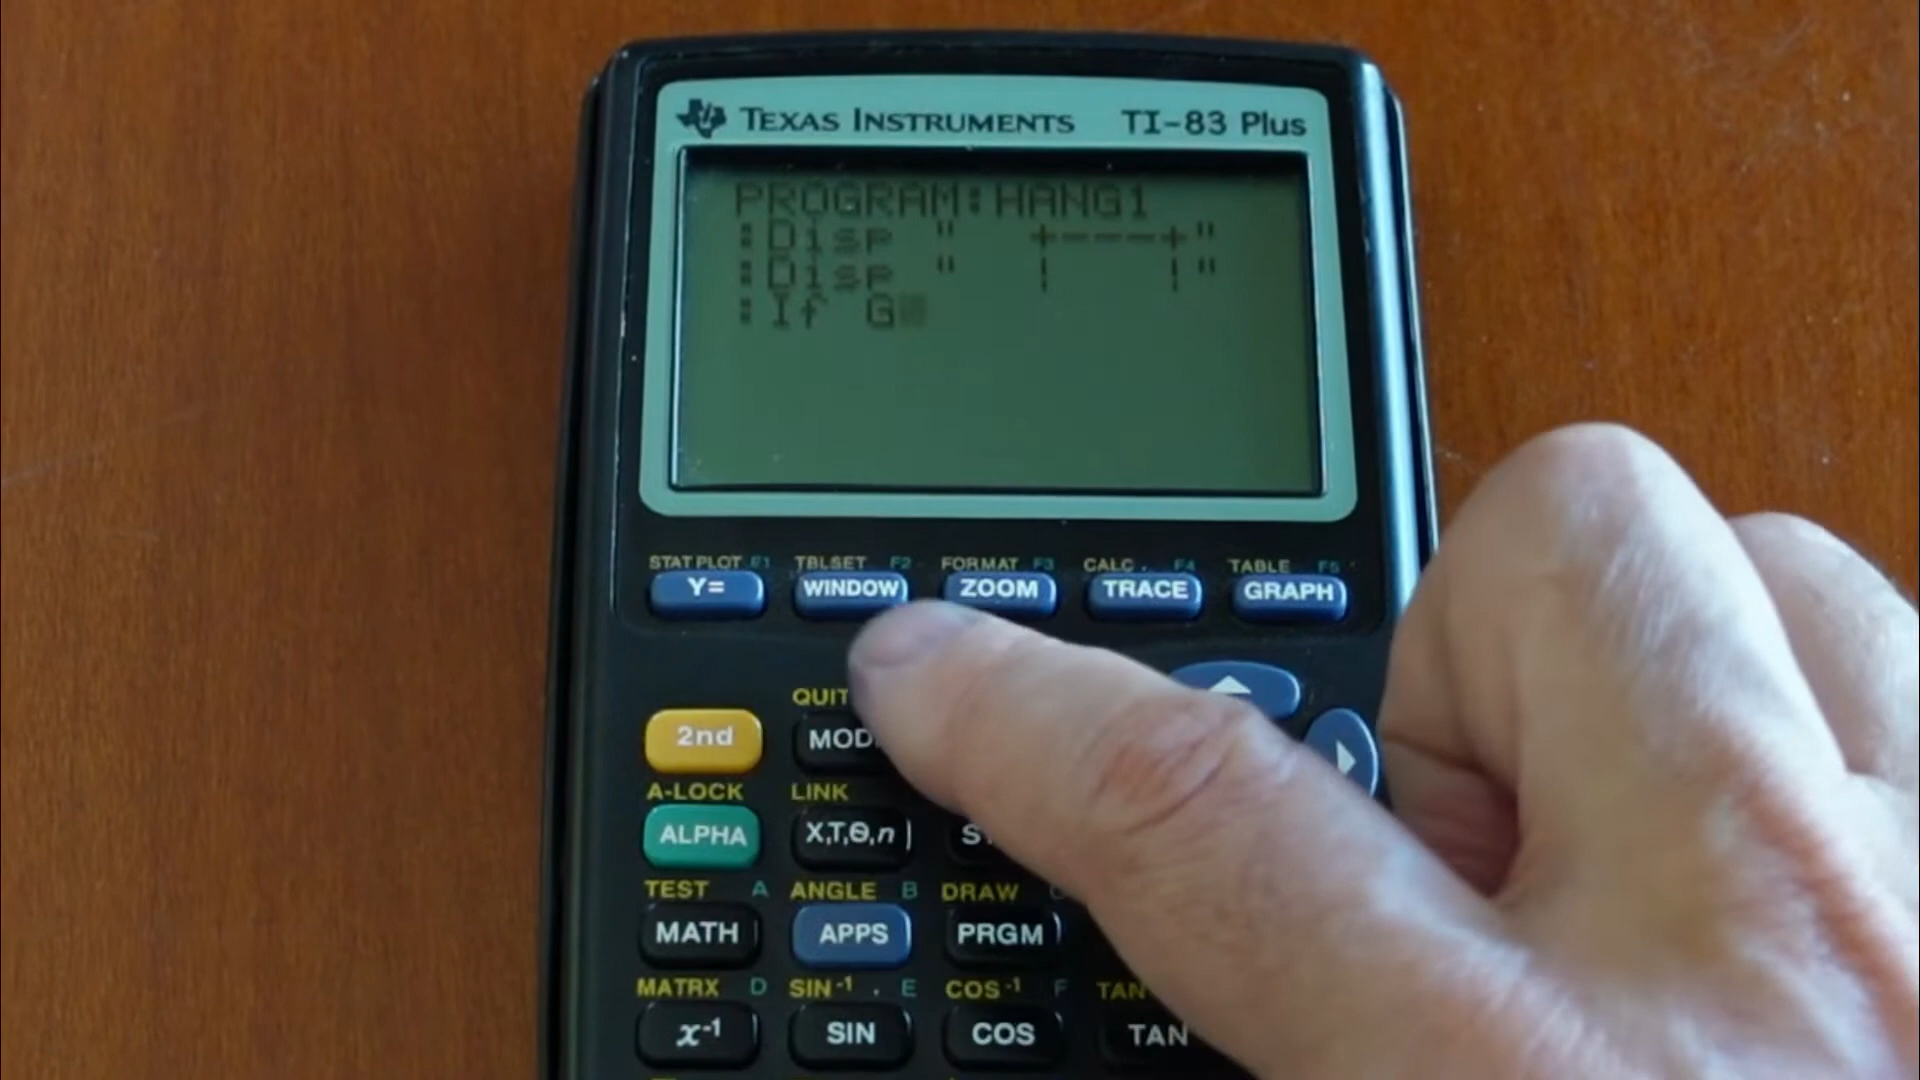 TEXAS INSTRUMENTS TI-83 Plus
PROGRAM:HANG1
:Disp "   +---+"
:Disp "   |   |"
:If G
STAT PLOT F1 TBLSET F2 FORMAT F3 CALC F4 TABLE F5
Y= WINDOW ZOOM TRACE GRAPH
QUIT
2nd
A-LOCK LINK
ALPHA X,T,Θ,n
TEST A ANGLE B DRAW
MATH APPS PRGM
MATRX D SIN⁻¹ E COS⁻¹ F TAN
x⁻¹ SIN COS TAN